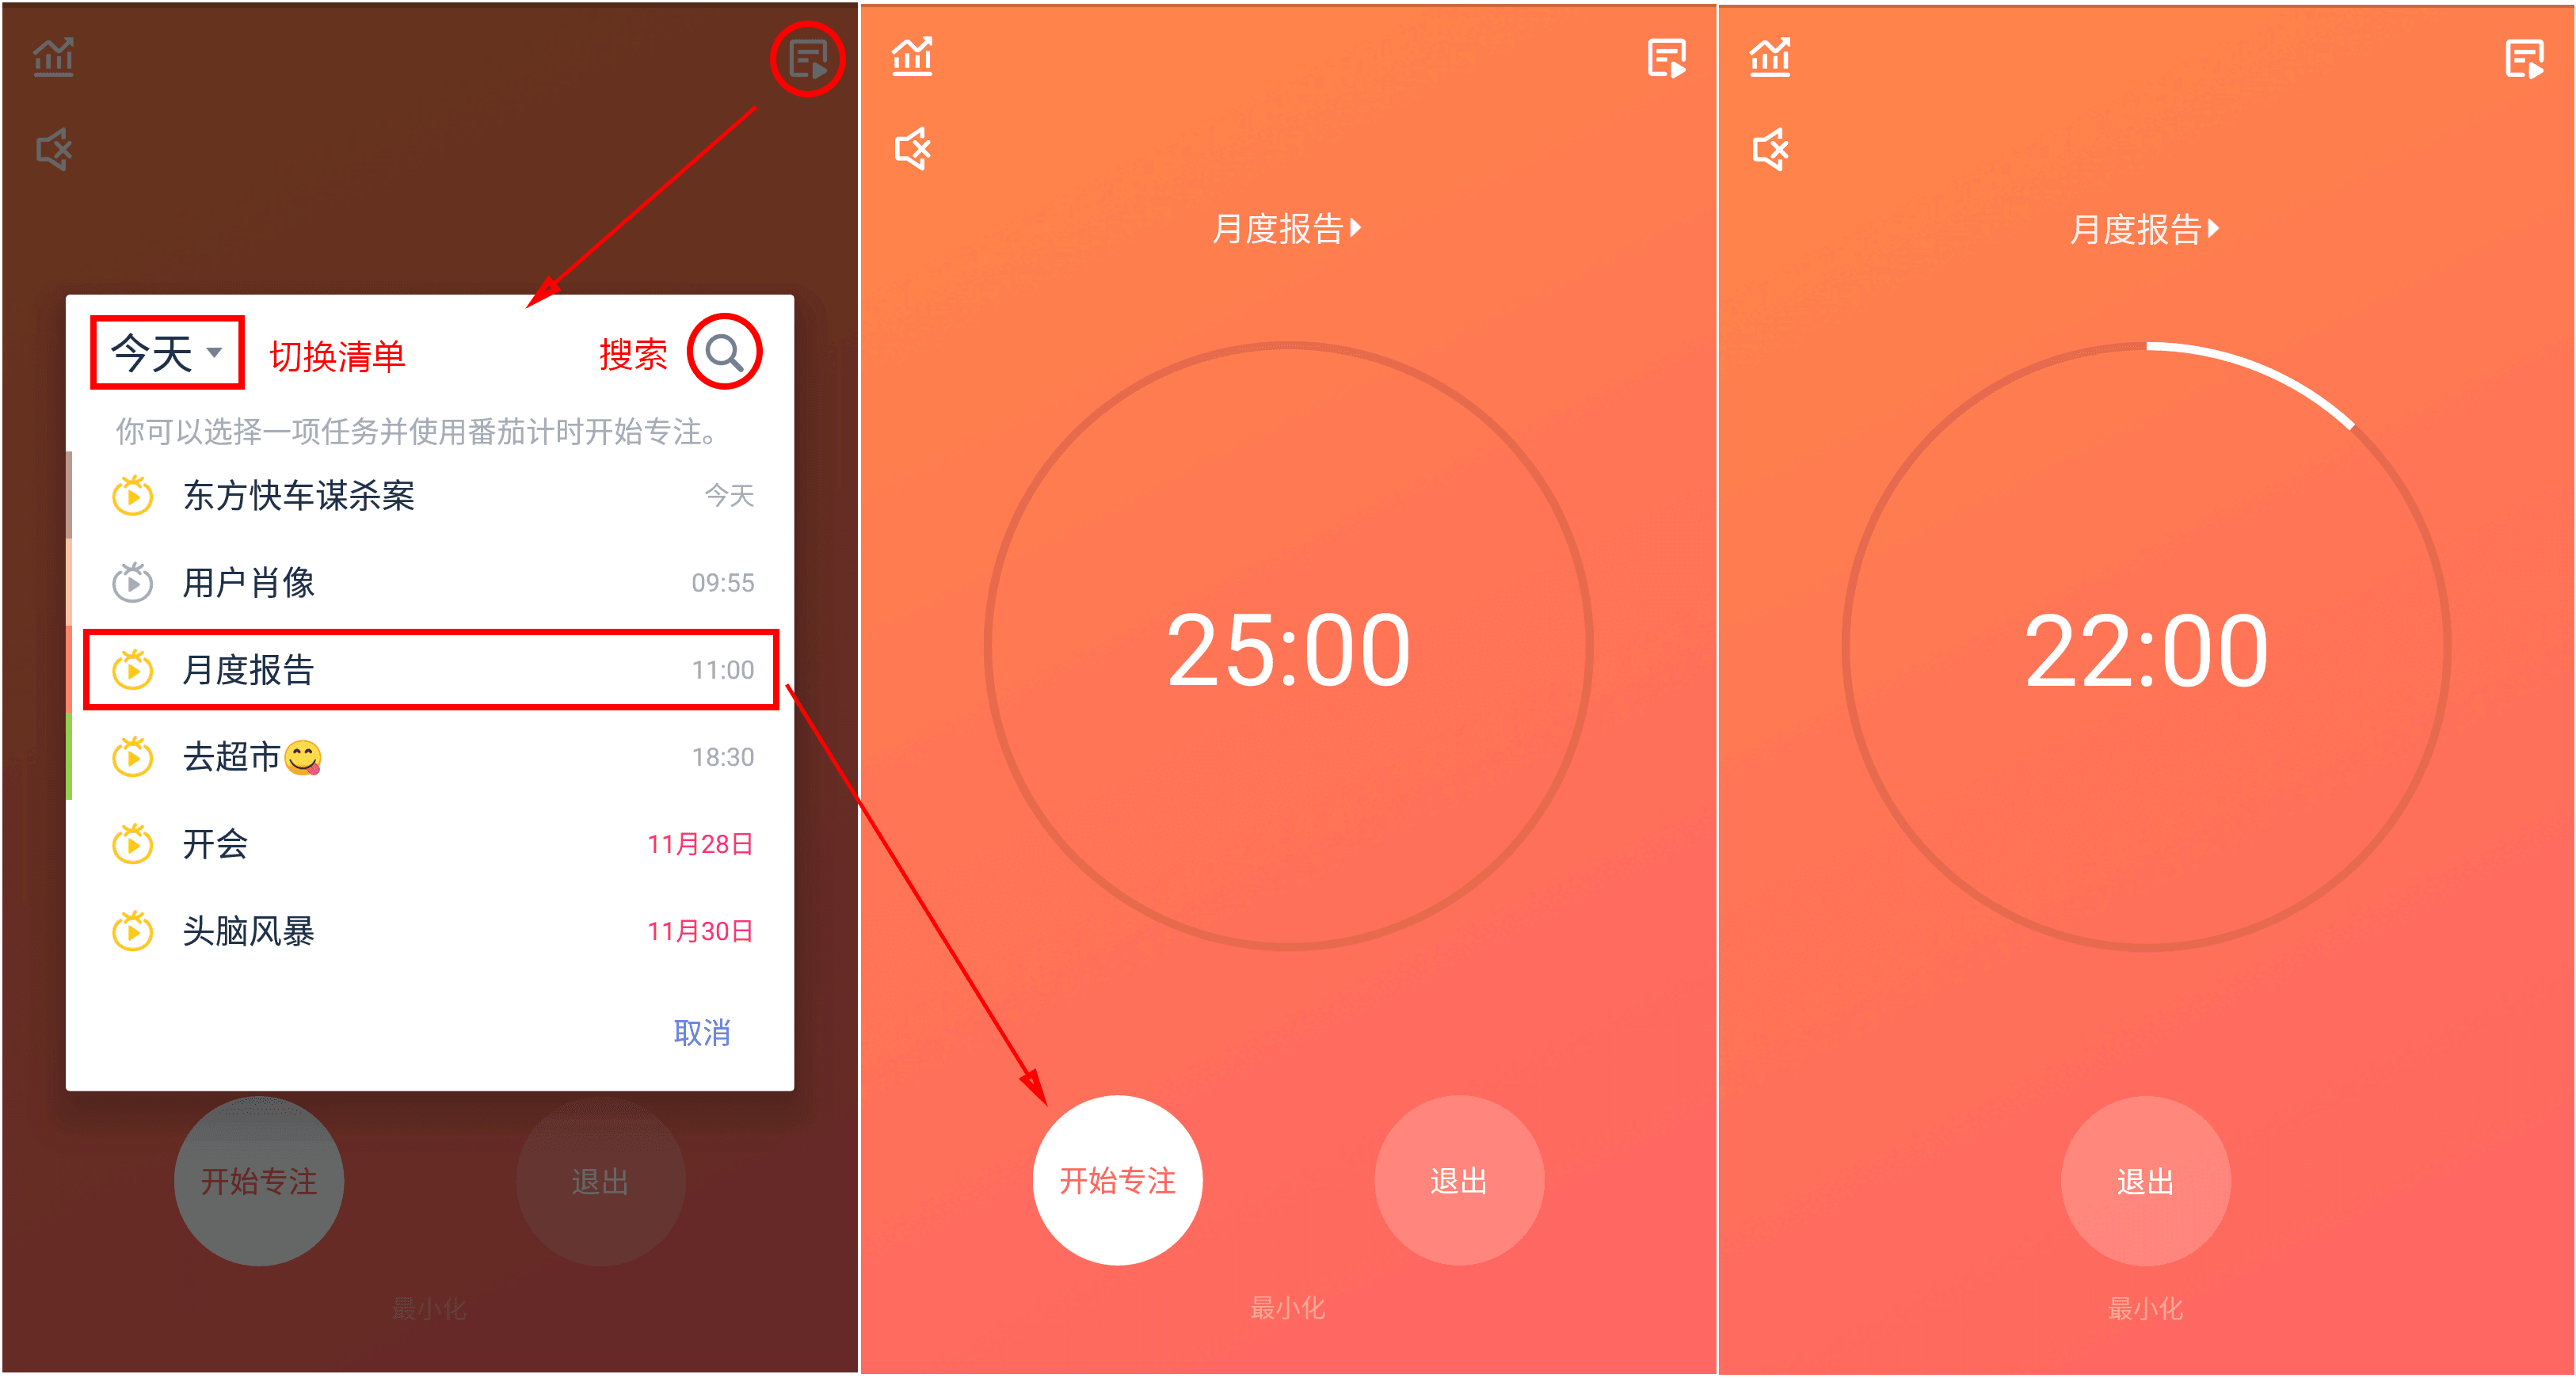 今天
切换清单
搜索
你可以选择一项任务并使用番茄计时开始专注。
东方快车谋杀案 今天
用户肖像 09:55
月度报告 11:00
去超市😋 18:30
开会 11月28日
头脑风暴 11月30日
取消
开始专注
退出
最小化
月度报告
25:00
开始专注
退出
最小化
月度报告
22:00
退出
最小化